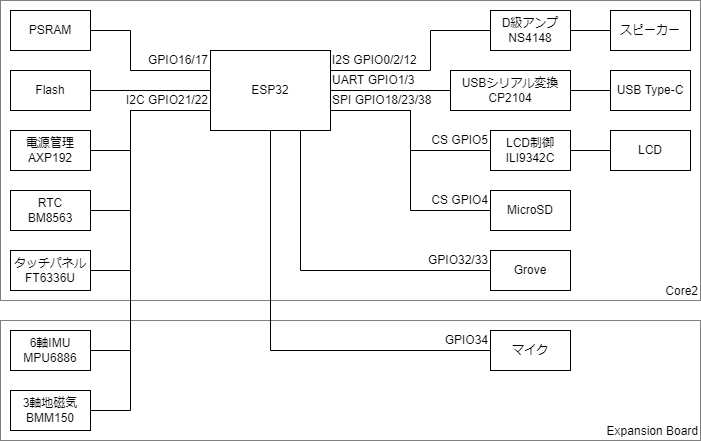 PSRAM
GPIO16/17
Flash
I2C GPIO21/22
電源管理
AXP192
RTC
BM8563
タッチパネル
FT6336U
ESP32
I2S GPIO0/2/12
UART GPIO1/3
SPI GPIO18/23/38
D級アンプ
NS4148
スピーカー
USBシリアル変換
CP2104
USB Type-C
CS GPIO5
LCD制御
ILI9342C
LCD
CS GPIO4
MicroSD
GPIO32/33
Grove
Core2
6軸IMU
MPU6886
3軸地磁気
BMM150
GPIO34
マイク
Expansion Board